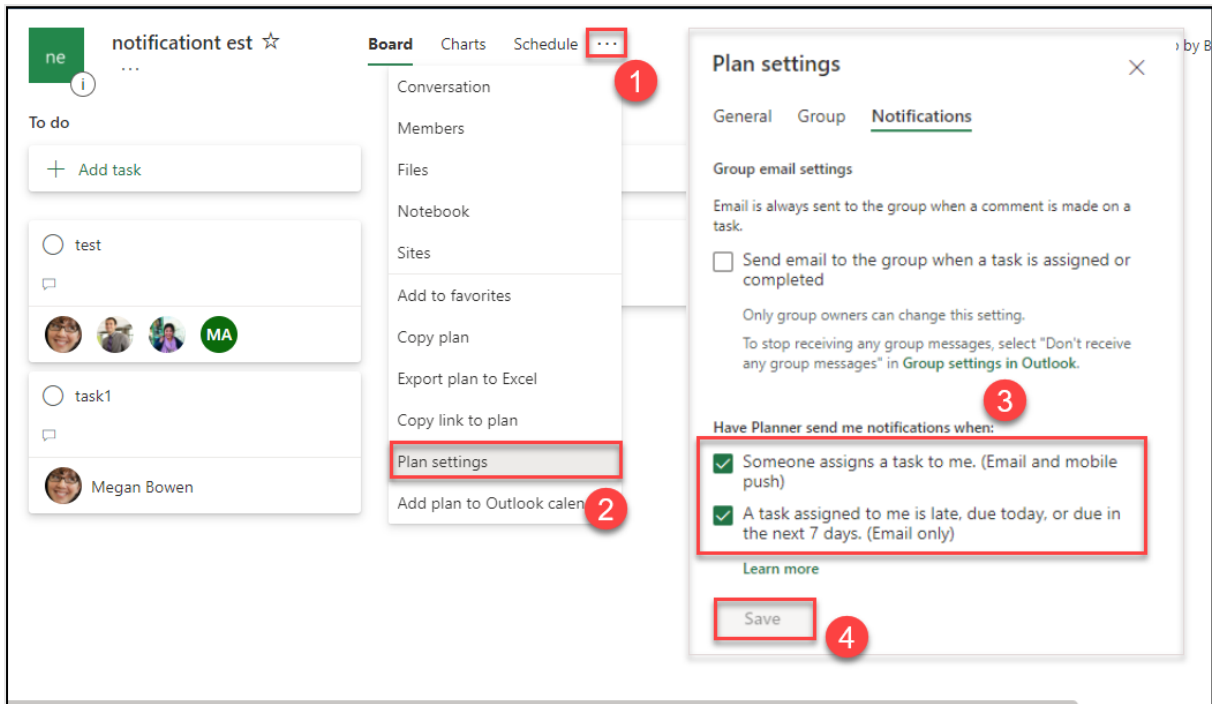 ne
notificationt est ☆
...
i
Board Charts Schedule ...
1
To do
+ Add task
test
MA
task1
Megan Bowen
Conversation
Members
Files
Notebook
Sites
Add to favorites
Copy plan
Export plan to Excel
Copy link to plan
Plan settings
Add plan to Outlook calen
2
by B
Plan settings
General Group Notifications
Group email settings
Email is always sent to the group when a comment is made on a
task.
Send email to the group when a task is assigned or
completed
Only group owners can change this setting.
To stop receiving any group messages, select "Don't receive
any group messages" in Group settings in Outlook.
3
Have Planner send me notifications when:
Someone assigns a task to me. (Email and mobile
push)
A task assigned to me is late, due today, or due in
the next 7 days. (Email only)
Learn more
Save
4